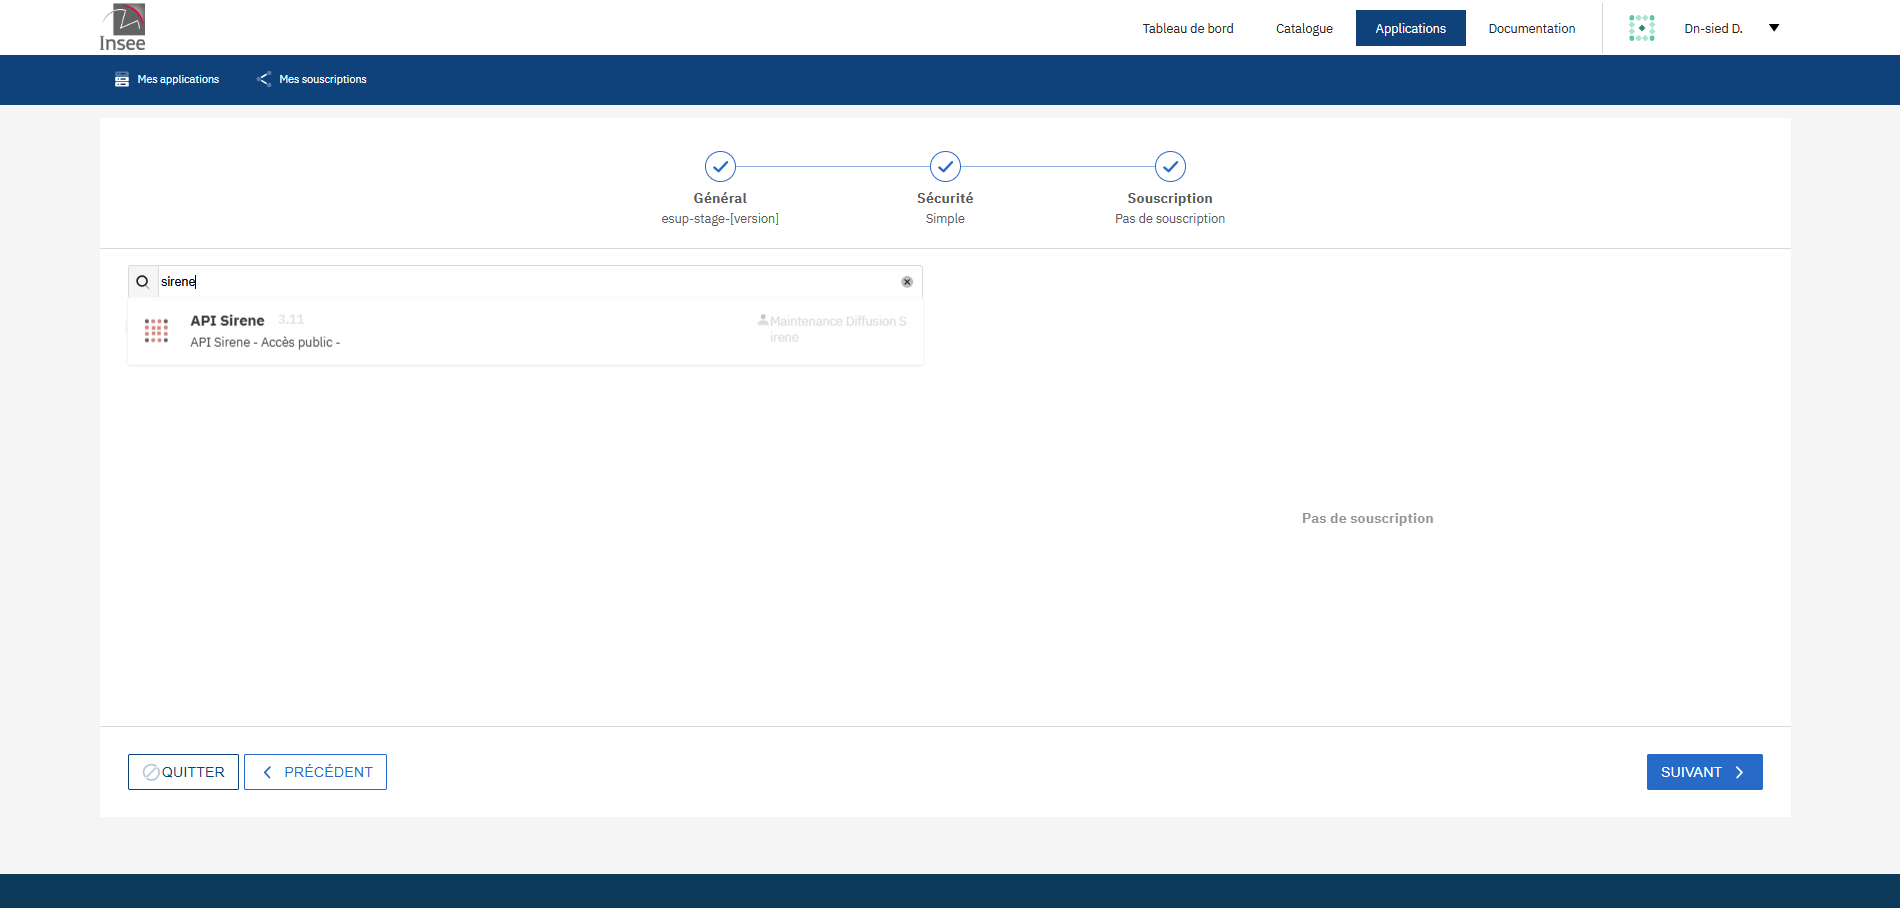 Insee
Tableau de bord
Catalogue
Applications
Documentation
Dn-sied D.
Mes applications
Mes souscriptions
Général
esup-stage-[version]
Sécurité
Simple
Souscription
Pas de souscription
sirene
API Sirene 3.11
API Sirene - Accès public -
Maintenance Diffusion S
irene
Pas de souscription
QUITTER
PRÉCÉDENT
SUIVANT